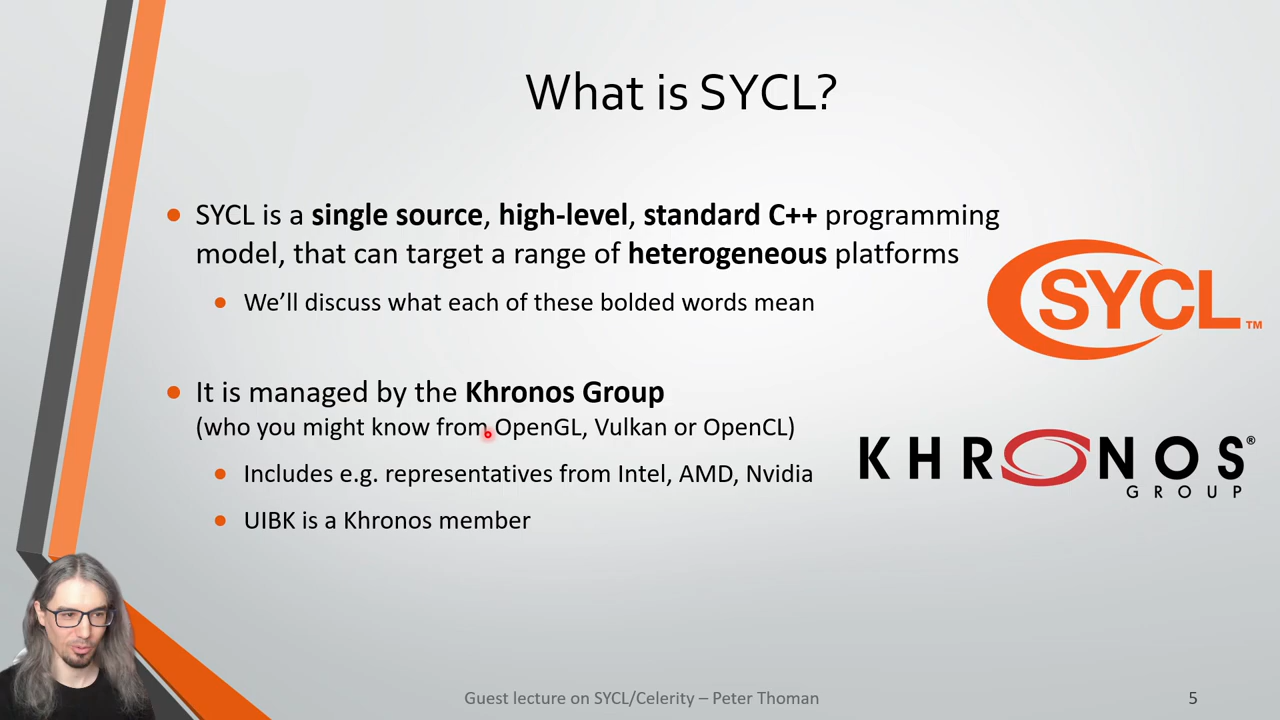 What is SYCL?
SYCL is a single source, high-level, standard C++ programming
model, that can target a range of heterogeneous platforms
We'll discuss what each of these bolded words mean
SYCL™
It is managed by the Khronos Group
(who you might know from OpenGL, Vulkan or OpenCL)
KHRONOS®
GROUP
Includes e.g. representatives from Intel, AMD, Nvidia
UIBK is a Khronos member
Guest lecture on SYCL/Celerity – Peter Thoman
5